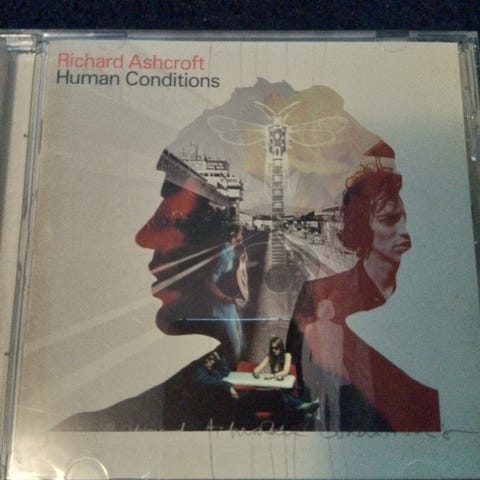 Richard Ashcroft
Human Conditions